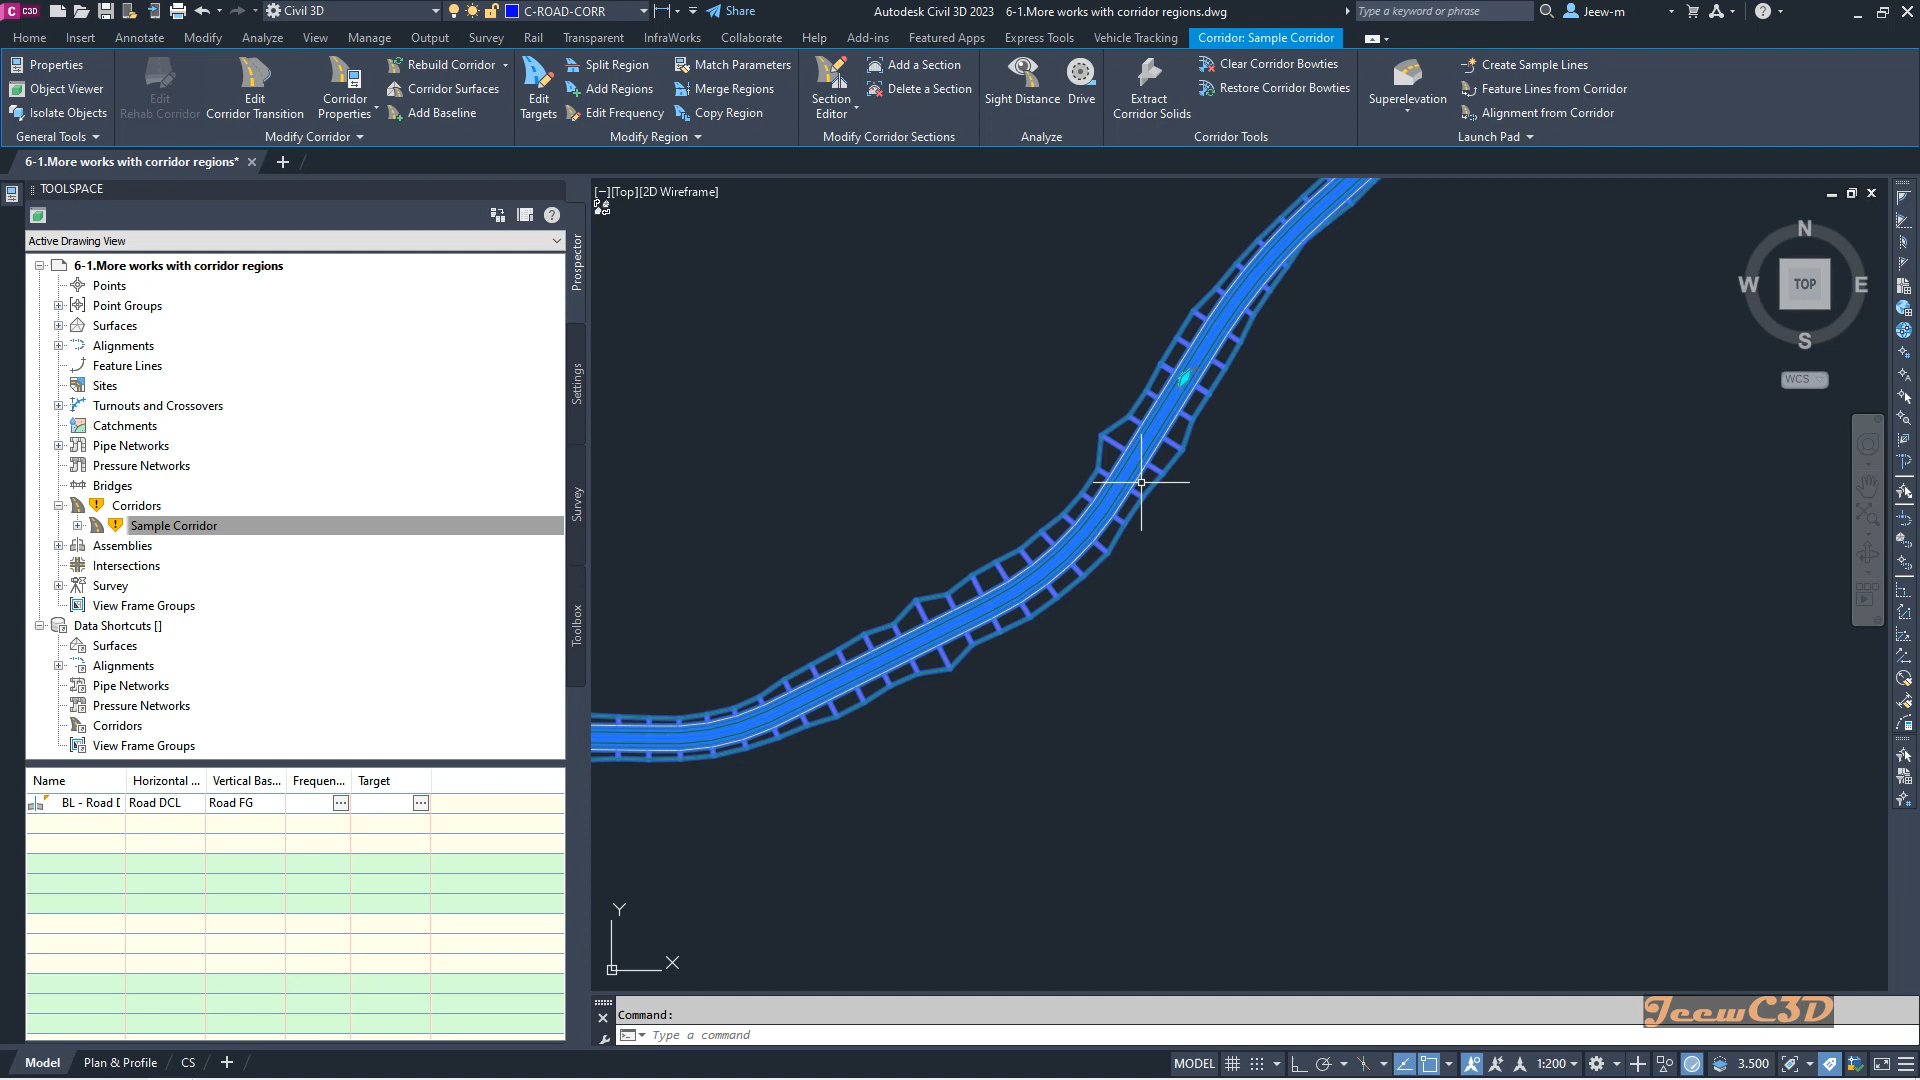 C3D Civil 3D C-ROAD-CORR Share Autodesk Civil 3D 2023 6-1.More works with corridor regions.dwg Type a keyword or phrase Jeew-m
Home Insert Annotate Modify Analyze View Manage Output Survey Rail Transparent InfraWorks Collaborate Help Add-ins Featured Apps Express Tools Vehicle Tracking Corridor: Sample Corridor
Properties
Object Viewer
Isolate Objects
General Tools
Edit
Rehab Corridor
Edit
Corridor Transition
Corridor
Properties
Rebuild Corridor
Corridor Surfaces
Add Baseline
Modify Corridor
Edit
Targets
Split Region
Add Regions
Edit Frequency
Match Parameters
Merge Regions
Copy Region
Modify Region
Section
Editor
Add a Section
Delete a Section
Modify Corridor Sections
Sight Distance
Drive
Analyze
Extract
Corridor Solids
Clear Corridor Bowties
Restore Corridor Bowties
Corridor Tools
Superelevation
Create Sample Lines
Feature Lines from Corridor
Alignment from Corridor
Launch Pad
6-1.More works with corridor regions*
TOOLSPACE
Active Drawing View
6-1.More works with corridor regions
Points
Point Groups
Surfaces
Alignments
Feature Lines
Sites
Turnouts and Crossovers
Catchments
Pipe Networks
Pressure Networks
Bridges
Corridors
Sample Corridor
Assemblies
Intersections
Survey
View Frame Groups
Data Shortcuts []
Surfaces
Alignments
Pipe Networks
Pressure Networks
Corridors
View Frame Groups
Prospector
Settings
Survey
Toolbox
Name Horizontal ... Vertical Bas... Frequen... Target
BL - Road D Road DCL Road FG
[−][Top][2D Wireframe]
N
W TOP E
S
WCS
Y
X
Command:
Type a command
JeewC3D
Model Plan & Profile CS MODEL 1:200 3.500